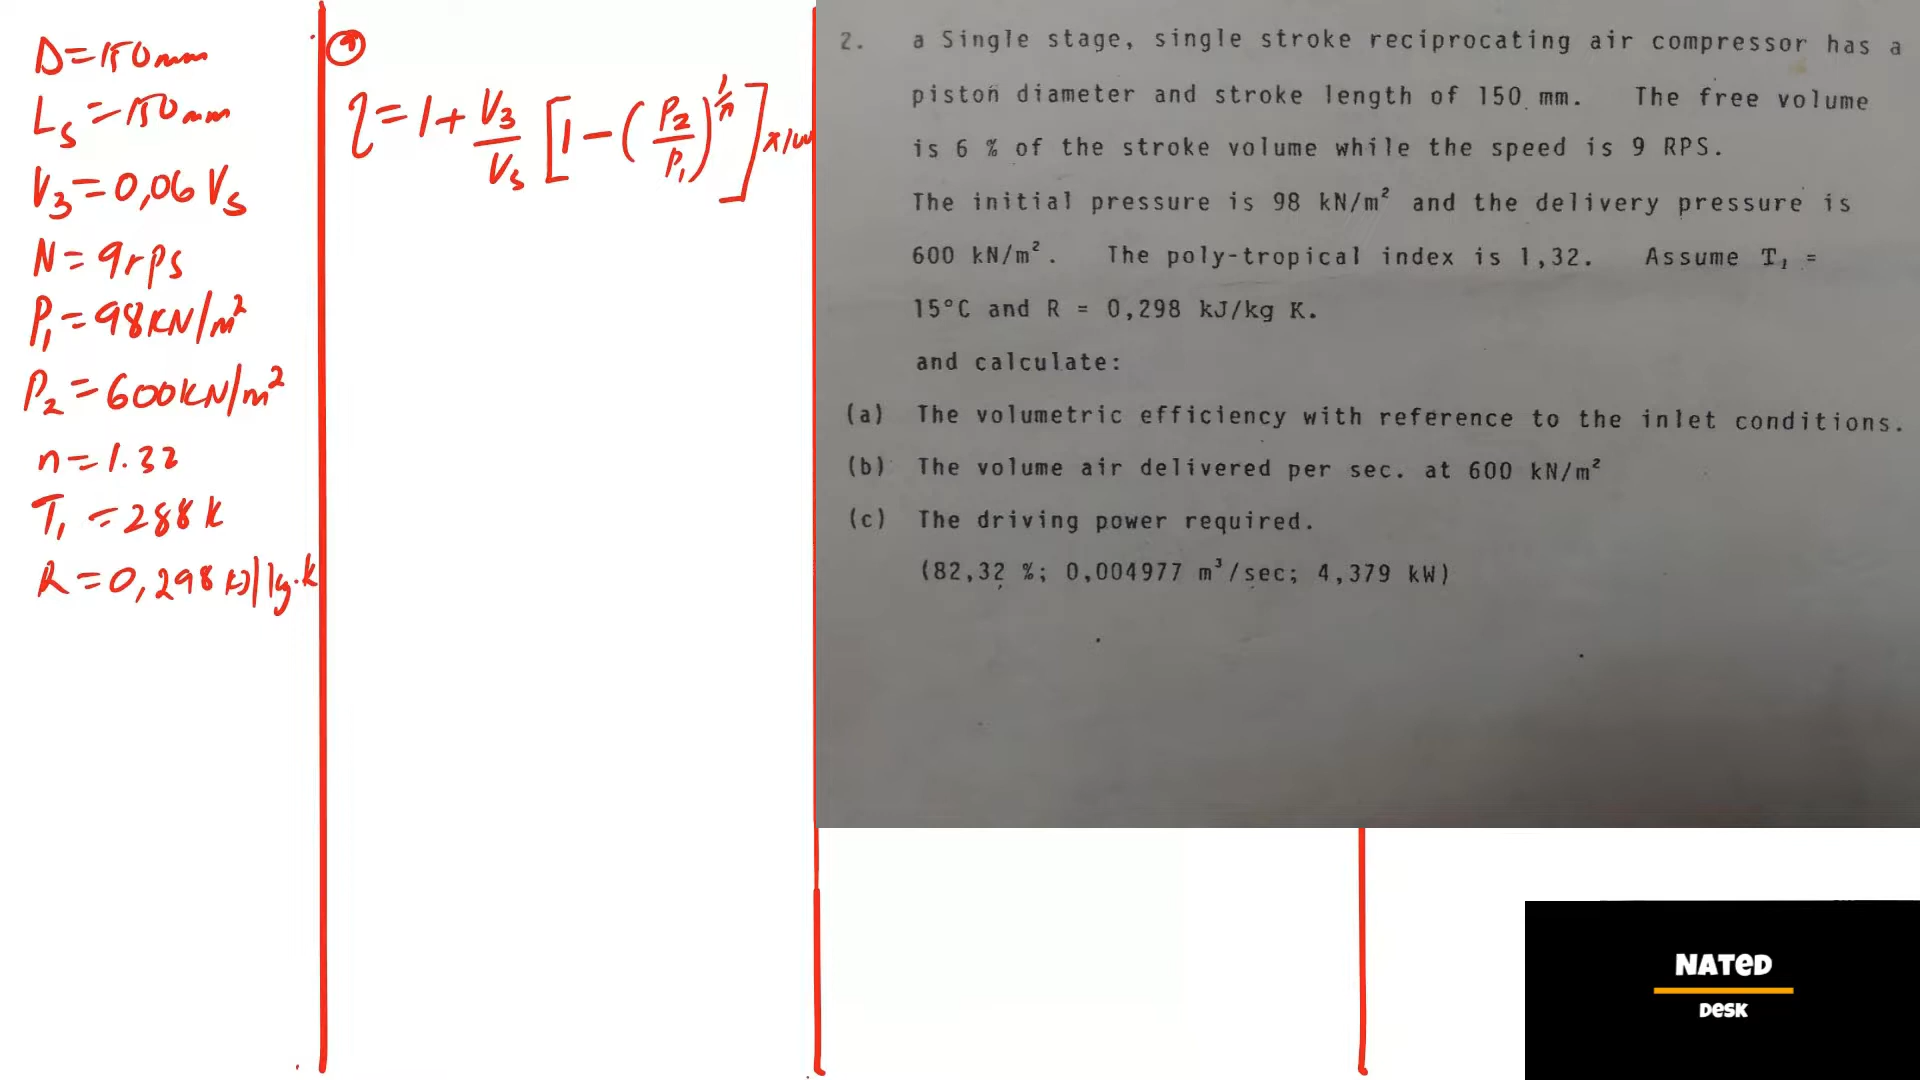 D=150mm
Ls=150mm
V3=0,06 Vs
N=9rps
P1=98KN/m²
P2=600KN/m²
n=1.32
T1=288K
R=0,298 kJ/kg.k
a
η=1+ V3/Vs [1-(P2/P1)^1/n] x100
2. a Single stage, single stroke reciprocating air compressor has a
piston diameter and stroke length of 150 mm. The free volume
is 6 % of the stroke volume while the speed is 9 RPS.
The initial pressure is 98 kN/m² and the delivery pressure is
600 kN/m². The poly-tropical index is 1,32. Assume T₁ =
15°C and R = 0,298 kJ/kg K.
and calculate:
(a) The volumetric efficiency with reference to the inlet conditions.
(b) The volume air delivered per sec. at 600 kN/m²
(c) The driving power required.
(82,32 %; 0,004977 m³/sec; 4,379 kW)
NATED
DESK